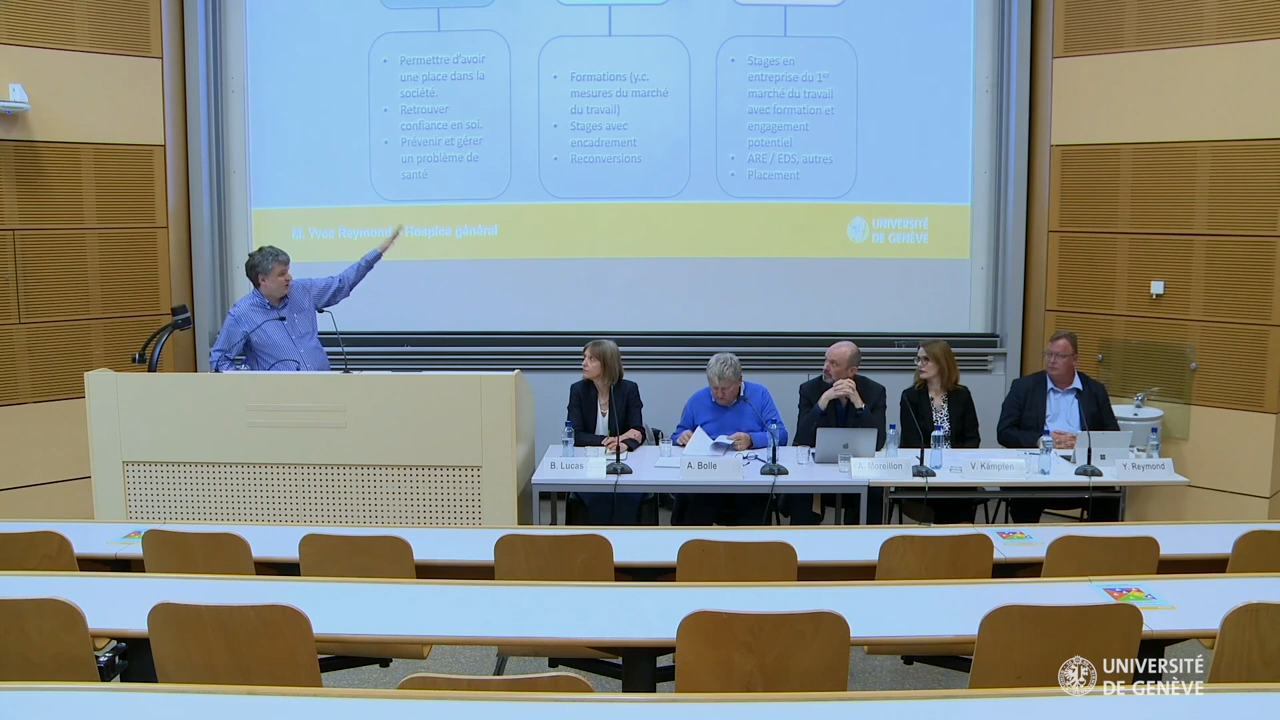 • Permettre d'avoir
une place dans la
société.
• Retrouver
confiance en soi.
• Prévenir et gérer
un problème de
santé
• Formations (y.c.
mesures du marché
du travail)
• Stages avec
encadrement
• Reconversions
• Stages en
entreprise du 1er
marché du travail
avec formation et
engagement
potentiel
• ARE / EDS, autres
• Placement
M. Yves Reymond Hospice général
UNIVERSITÉ
DE GENÈVE
B. Lucas
A. Bolle
A. Moreillon
V. Kämpfen
Y. Reymond
UNIVERSITÉ
DE GENÈVE